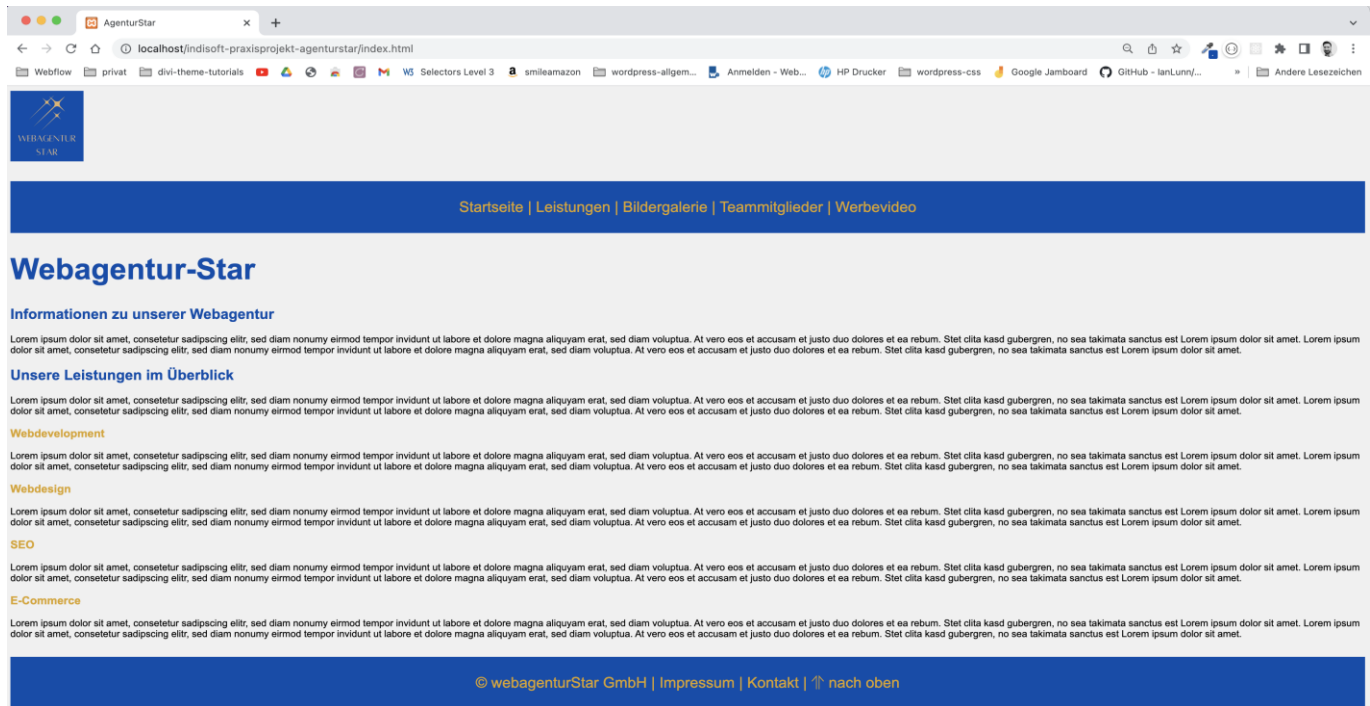 AgenturStar
localhost/indisoft-praxisprojekt-agenturstar/index.html
Webflow privat divi-theme-tutorials W3 Selectors Level 3 a smileamazon wordpress-allgem... Anmelden - Web... HP Drucker wordpress-css Google Jamboard GitHub - IanLunn/... » Andere Lesezeichen
WEBAGENTUR
STAR
Startseite | Leistungen | Bildergalerie | Teammitglieder | Werbevideo
Webagentur-Star
Informationen zu unserer Webagentur
Lorem ipsum dolor sit amet, consetetur sadipscing elitr, sed diam nonumy eirmod tempor invidunt ut labore et dolore magna aliquyam erat, sed diam voluptua. At vero eos et accusam et justo duo dolores et ea rebum. Stet clita kasd gubergren, no sea takimata sanctus est Lorem ipsum dolor sit amet. Lorem ipsum
dolor sit amet, consetetur sadipscing elitr, sed diam nonumy eirmod tempor invidunt ut labore et dolore magna aliquyam erat, sed diam voluptua. At vero eos et accusam et justo duo dolores et ea rebum. Stet clita kasd gubergren, no sea takimata sanctus est Lorem ipsum dolor sit amet.
Unsere Leistungen im Überblick
Lorem ipsum dolor sit amet, consetetur sadipscing elitr, sed diam nonumy eirmod tempor invidunt ut labore et dolore magna aliquyam erat, sed diam voluptua. At vero eos et accusam et justo duo dolores et ea rebum. Stet clita kasd gubergren, no sea takimata sanctus est Lorem ipsum dolor sit amet. Lorem ipsum
dolor sit amet, consetetur sadipscing elitr, sed diam nonumy eirmod tempor invidunt ut labore et dolore magna aliquyam erat, sed diam voluptua. At vero eos et accusam et justo duo dolores et ea rebum. Stet clita kasd gubergren, no sea takimata sanctus est Lorem ipsum dolor sit amet.
Webdevelopment
Lorem ipsum dolor sit amet, consetetur sadipscing elitr, sed diam nonumy eirmod tempor invidunt ut labore et dolore magna aliquyam erat, sed diam voluptua. At vero eos et accusam et justo duo dolores et ea rebum. Stet clita kasd gubergren, no sea takimata sanctus est Lorem ipsum dolor sit amet. Lorem ipsum
dolor sit amet, consetetur sadipscing elitr, sed diam nonumy eirmod tempor invidunt ut labore et dolore magna aliquyam erat, sed diam voluptua. At vero eos et accusam et justo duo dolores et ea rebum. Stet clita kasd gubergren, no sea takimata sanctus est Lorem ipsum dolor sit amet.
Webdesign
Lorem ipsum dolor sit amet, consetetur sadipscing elitr, sed diam nonumy eirmod tempor invidunt ut labore et dolore magna aliquyam erat, sed diam voluptua. At vero eos et accusam et justo duo dolores et ea rebum. Stet clita kasd gubergren, no sea takimata sanctus est Lorem ipsum dolor sit amet. Lorem ipsum
dolor sit amet, consetetur sadipscing elitr, sed diam nonumy eirmod tempor invidunt ut labore et dolore magna aliquyam erat, sed diam voluptua. At vero eos et accusam et justo duo dolores et ea rebum. Stet clita kasd gubergren, no sea takimata sanctus est Lorem ipsum dolor sit amet.
SEO
Lorem ipsum dolor sit amet, consetetur sadipscing elitr, sed diam nonumy eirmod tempor invidunt ut labore et dolore magna aliquyam erat, sed diam voluptua. At vero eos et accusam et justo duo dolores et ea rebum. Stet clita kasd gubergren, no sea takimata sanctus est Lorem ipsum dolor sit amet. Lorem ipsum
dolor sit amet, consetetur sadipscing elitr, sed diam nonumy eirmod tempor invidunt ut labore et dolore magna aliquyam erat, sed diam voluptua. At vero eos et accusam et justo duo dolores et ea rebum. Stet clita kasd gubergren, no sea takimata sanctus est Lorem ipsum dolor sit amet.
E-Commerce
Lorem ipsum dolor sit amet, consetetur sadipscing elitr, sed diam nonumy eirmod tempor invidunt ut labore et dolore magna aliquyam erat, sed diam voluptua. At vero eos et accusam et justo duo dolores et ea rebum. Stet clita kasd gubergren, no sea takimata sanctus est Lorem ipsum dolor sit amet. Lorem ipsum
dolor sit amet, consetetur sadipscing elitr, sed diam nonumy eirmod tempor invidunt ut labore et dolore magna aliquyam erat, sed diam voluptua. At vero eos et accusam et justo duo dolores et ea rebum. Stet clita kasd gubergren, no sea takimata sanctus est Lorem ipsum dolor sit amet.
© webagenturStar GmbH | Impressum | Kontakt | ⥣ nach oben